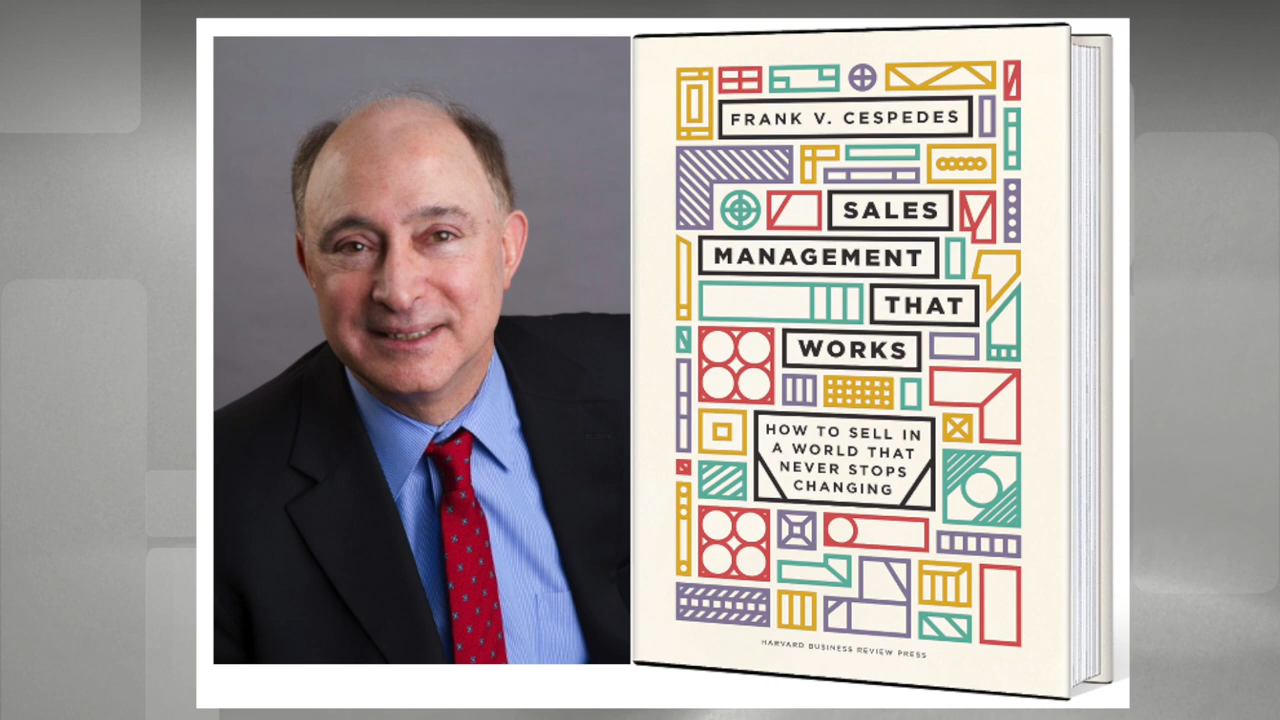 FRANK V. CESPEDES
SALES
MANAGEMENT
THAT
WORKS
HOW TO SELL IN
A WORLD THAT
NEVER STOPS
CHANGING
HARVARD BUSINESS REVIEW PRESS